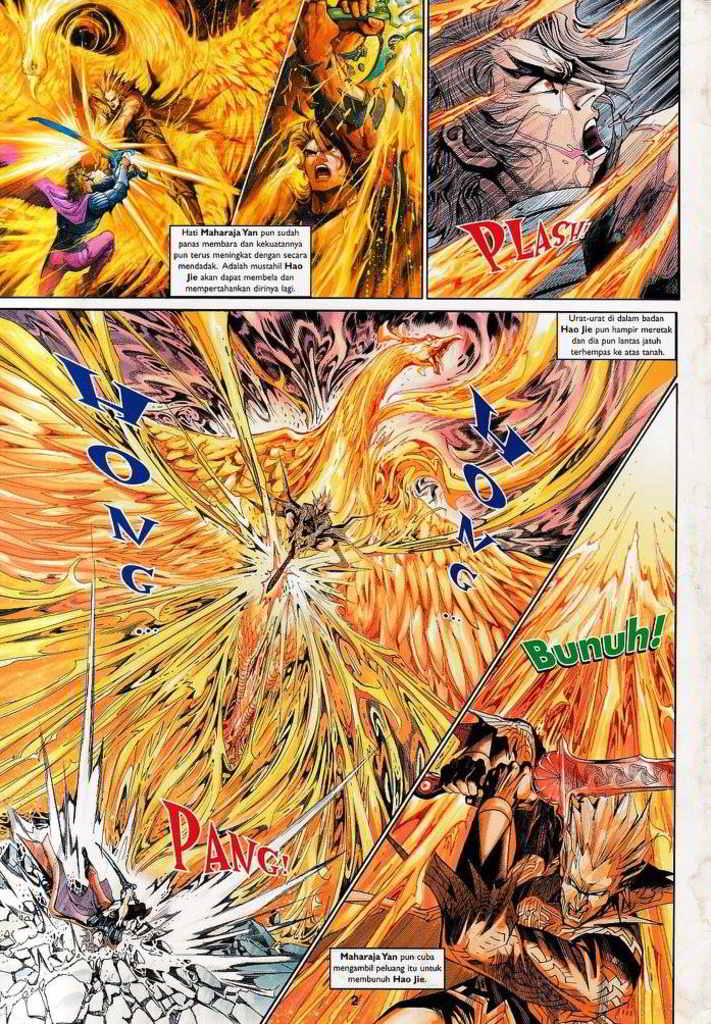 Hati Maharaja Yan pun sudah
panas membara dan kekuatannya
pun terus meningkat dengan secara
mendadak. Adalah mustahil Hao
Jie akan dapat membela dan
mempertahankan dirinya lagi.
PLASH!
Urat-urat di dalam badan
Hao Jie pun hampir meretak
dan dia pun lantas jatuh
terhempas ke atas tanah.
HONG...
HONG...
Bunuh!
PANG!
Maharaja Yan pun cuba
mengambil peluang itu untuk
membunuh Hao Jie.
2